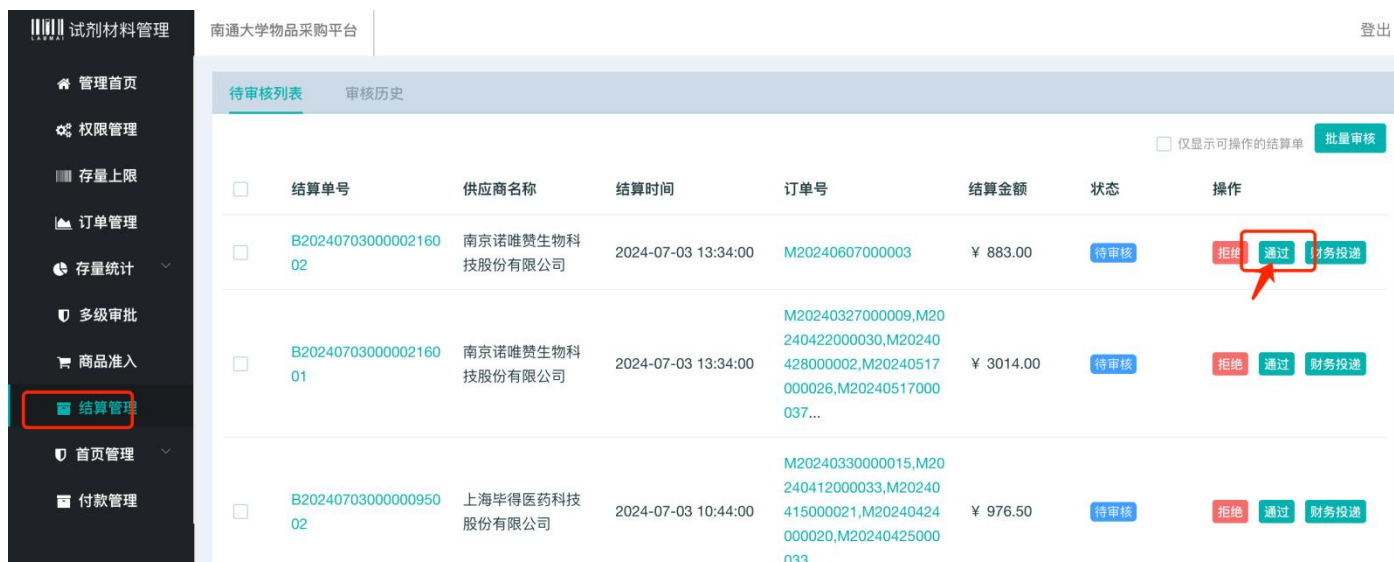 LABMAI 试剂材料管理
南通大学物品采购平台
登出
管理首页
权限管理
存量上限
订单管理
存量统计
多级审批
商品准入
结算管理
首页管理
付款管理
待审核列表 审核历史
仅显示可操作的结算单 批量审核
结算单号 供应商名称 结算时间 订单号 结算金额 状态 操作
B20240703000002160
02
南京诺唯赞生物科
技股份有限公司
2024-07-03 13:34:00
M20240607000003
¥ 883.00
待审核
拒绝 通过 财务投递
B20240703000002160
01
南京诺唯赞生物科
技股份有限公司
2024-07-03 13:34:00
M20240327000009,M20
240422000030,M20240
428000002,M20240517
000026,M20240517000
037...
¥ 3014.00
待审核
拒绝 通过 财务投递
B20240703000000950
02
上海毕得医药科技
股份有限公司
2024-07-03 10:44:00
M20240330000015,M20
240412000033,M20240
415000021,M20240424
000020,M20240425000
033
¥ 976.50
待审核
拒绝 通过 财务投递